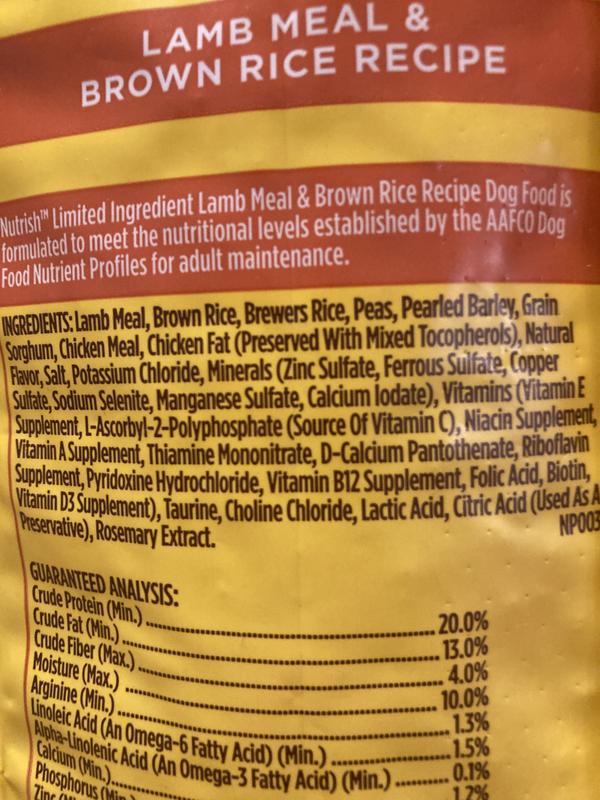 LAMB MEAL &
BROWN RICE RECIPE
Nutrish™ Limited Ingredient Lamb Meal & Brown Rice Recipe Dog Food is
formulated to meet the nutritional levels established by the AAFCO Dog
Food Nutrient Profiles for adult maintenance.
INGREDIENTS: Lamb Meal, Brown Rice, Brewers Rice, Peas, Pearled Barley, Grain
Sorghum, Chicken Meal, Chicken Fat (Preserved With Mixed Tocopherols), Natural
Flavor, Salt, Potassium Chloride, Minerals (Zinc Sulfate, Ferrous Sulfate, Copper
Sulfate, Sodium Selenite, Manganese Sulfate, Calcium Iodate), Vitamins (Vitamin E
Supplement, L-Ascorbyl-2-Polyphosphate (Source Of Vitamin C), Niacin Supplement,
Vitamin A Supplement, Thiamine Mononitrate, D-Calcium Pantothenate, Riboflavin
Supplement, Pyridoxine Hydrochloride, Vitamin B12 Supplement, Folic Acid, Biotin,
Vitamin D3 Supplement), Taurine, Choline Chloride, Lactic Acid, Citric Acid (Used As A
Preservative), Rosemary Extract.
NP003
GUARANTEED ANALYSIS:
Crude Protein (Min.) 20.0%
Crude Fat (Min.) 13.0%
Crude Fiber (Max.) 4.0%
Moisture (Max.) 10.0%
Arginine (Min.) 1.3%
Linoleic Acid (An Omega-6 Fatty Acid) (Min.) 1.5%
Alpha-Linolenic Acid (An Omega-3 Fatty Acid) (Min.) 0.1%
Calcium (Min.) 1.2%
Phosphorus (Min
Zinc